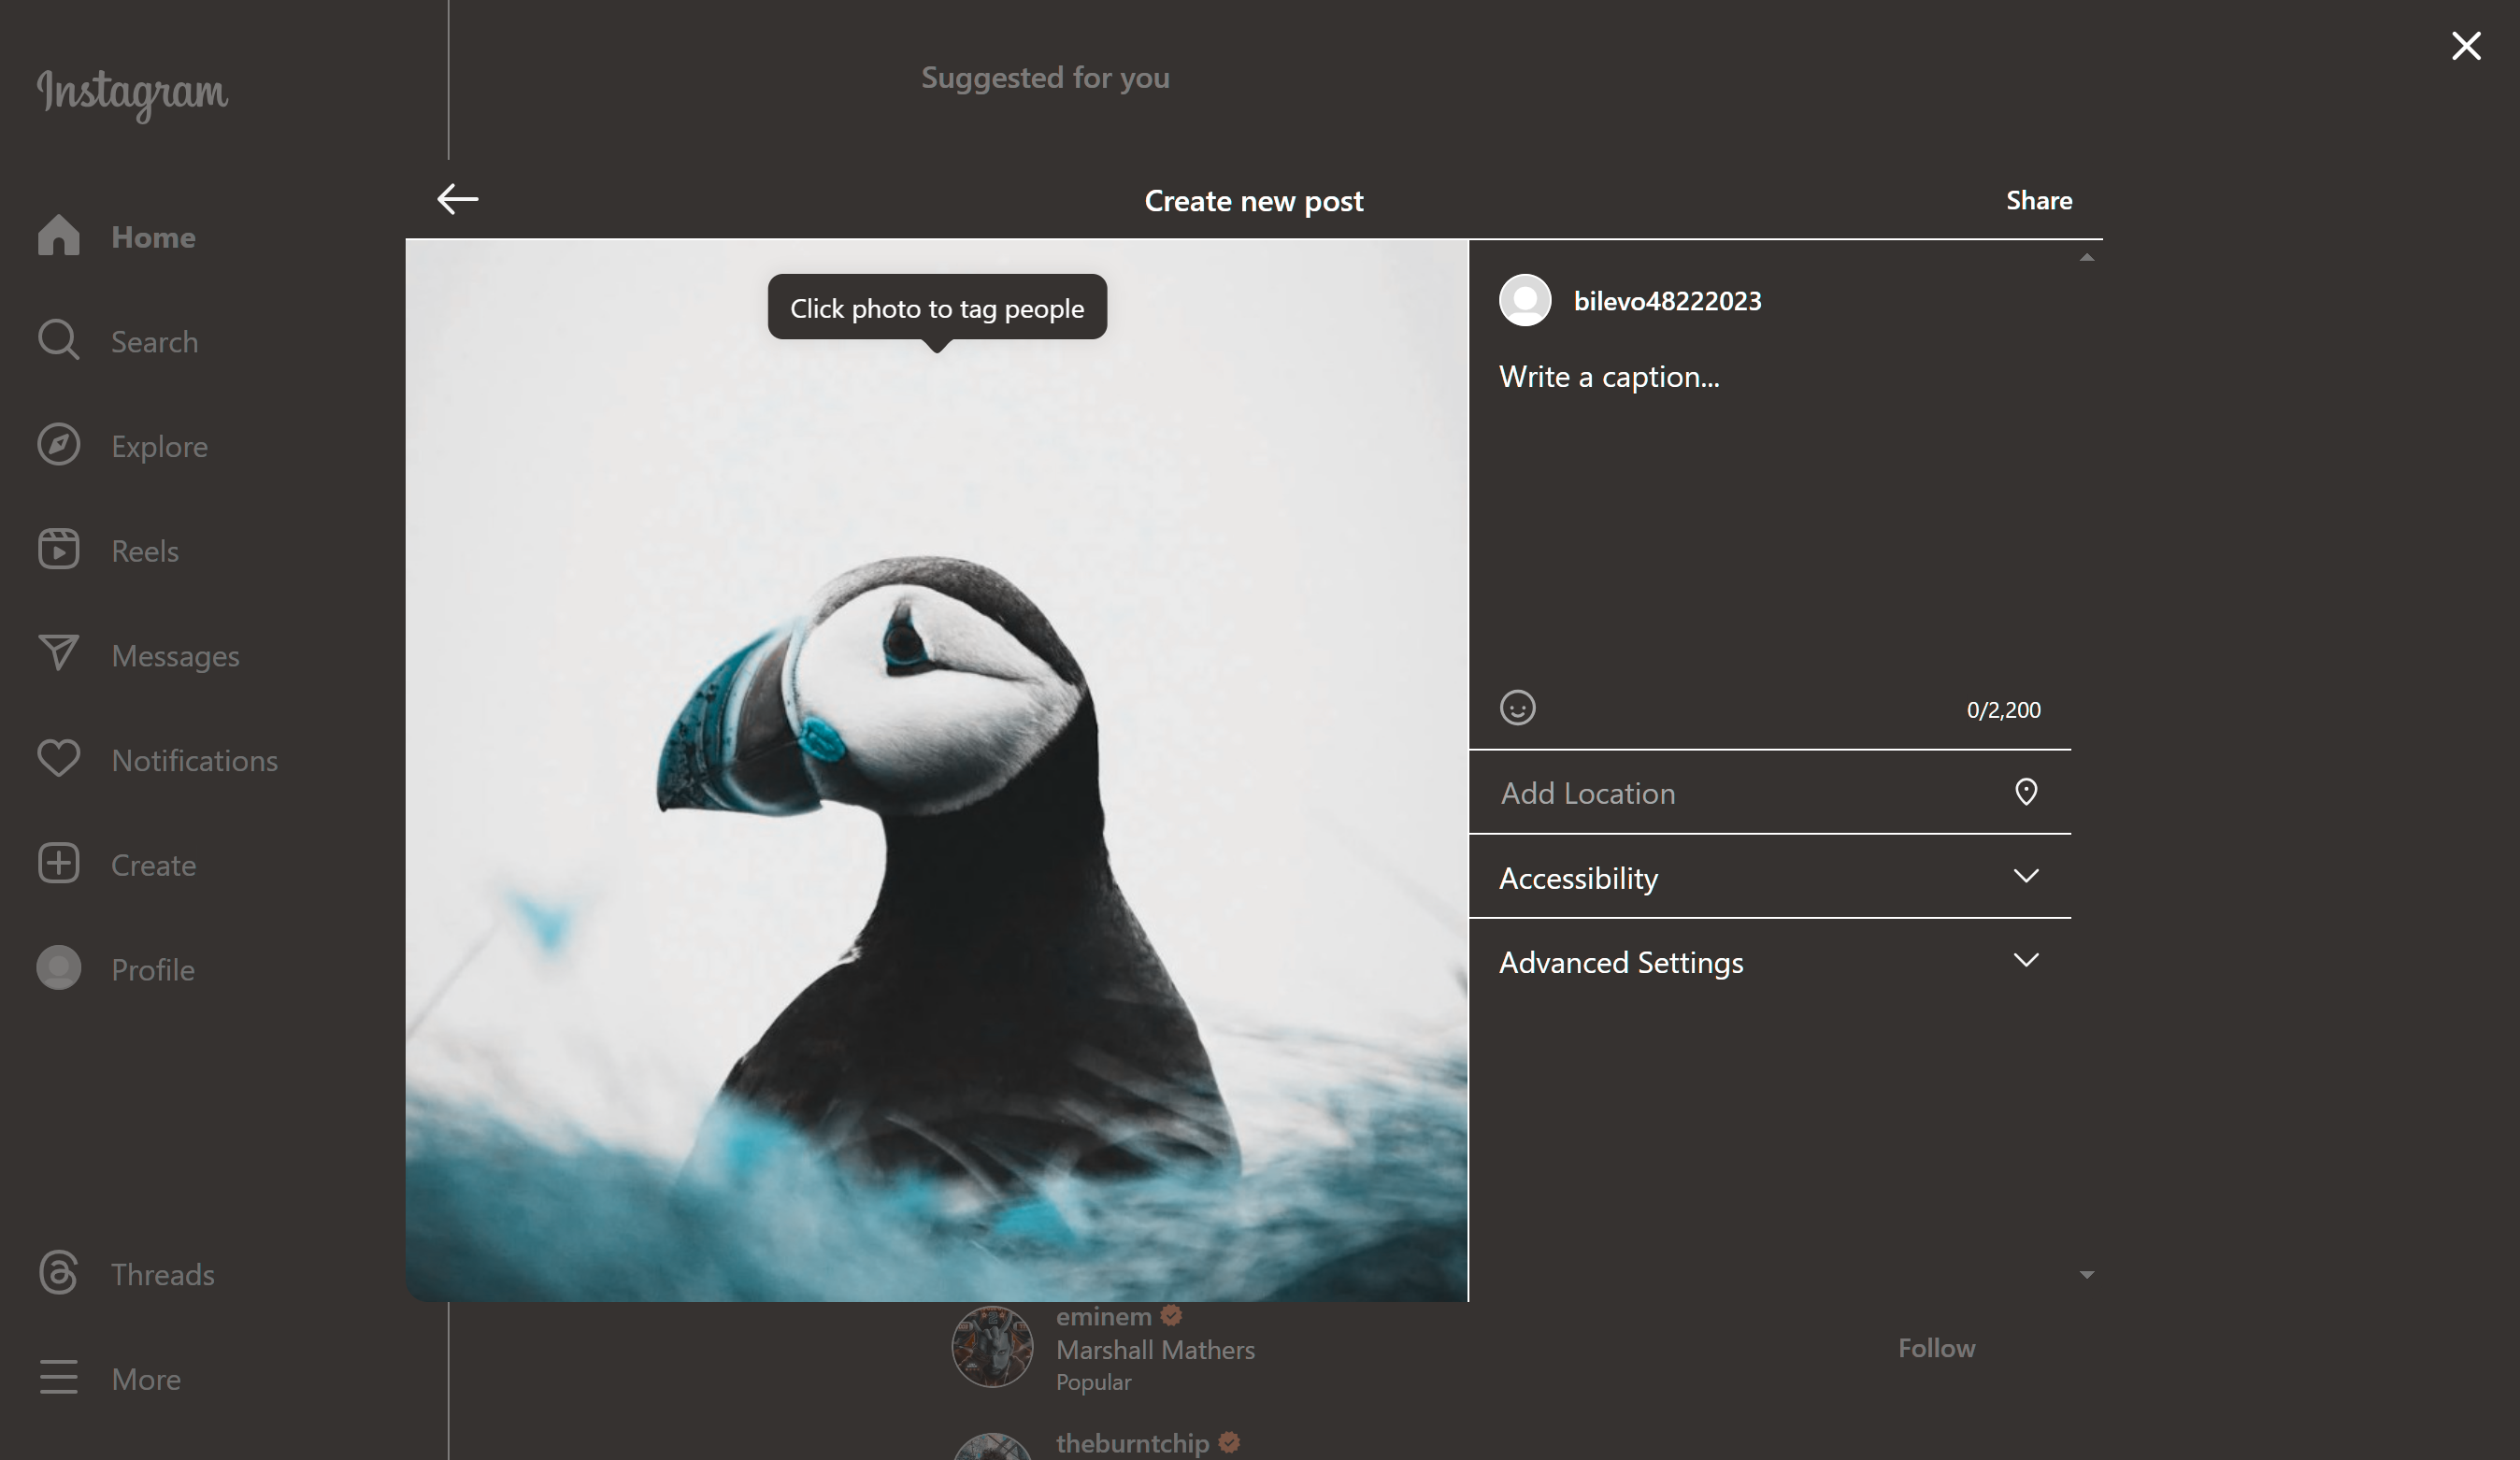 Instagram
Home
Search
Explore
Reels
Messages
Notifications
Create
Profile
Threads
More
Suggested for you
Create new post
Share
Click photo to tag people
bilevo48222023
Write a caption...
0/2,200
Add Location
Accessibility
Advanced Settings
eminem
Marshall Mathers
Popular
Follow
theburntchip